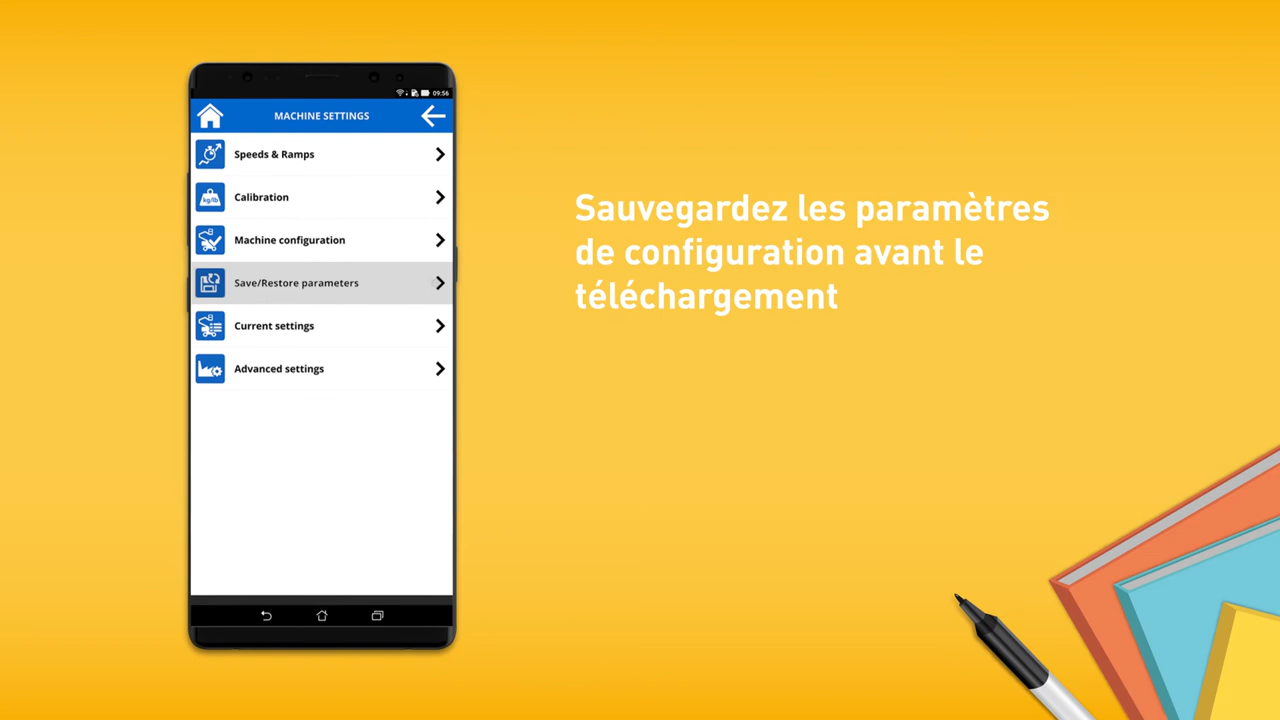 09:56
MACHINE SETTINGS
Speeds & Ramps
kg/lb
Calibration
Machine configuration
Save/Restore parameters
Current settings
Advanced settings
Sauvegardez les paramètres
de configuration avant le
téléchargement